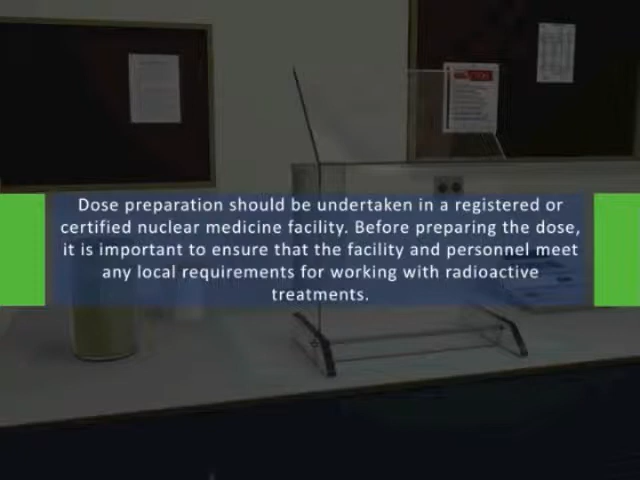 Dose preparation should be undertaken in a registered or
certified nuclear medicine facility. Before preparing the dose,
it is important to ensure that the facility and personnel meet
any local requirements for working with radioactive
treatments.